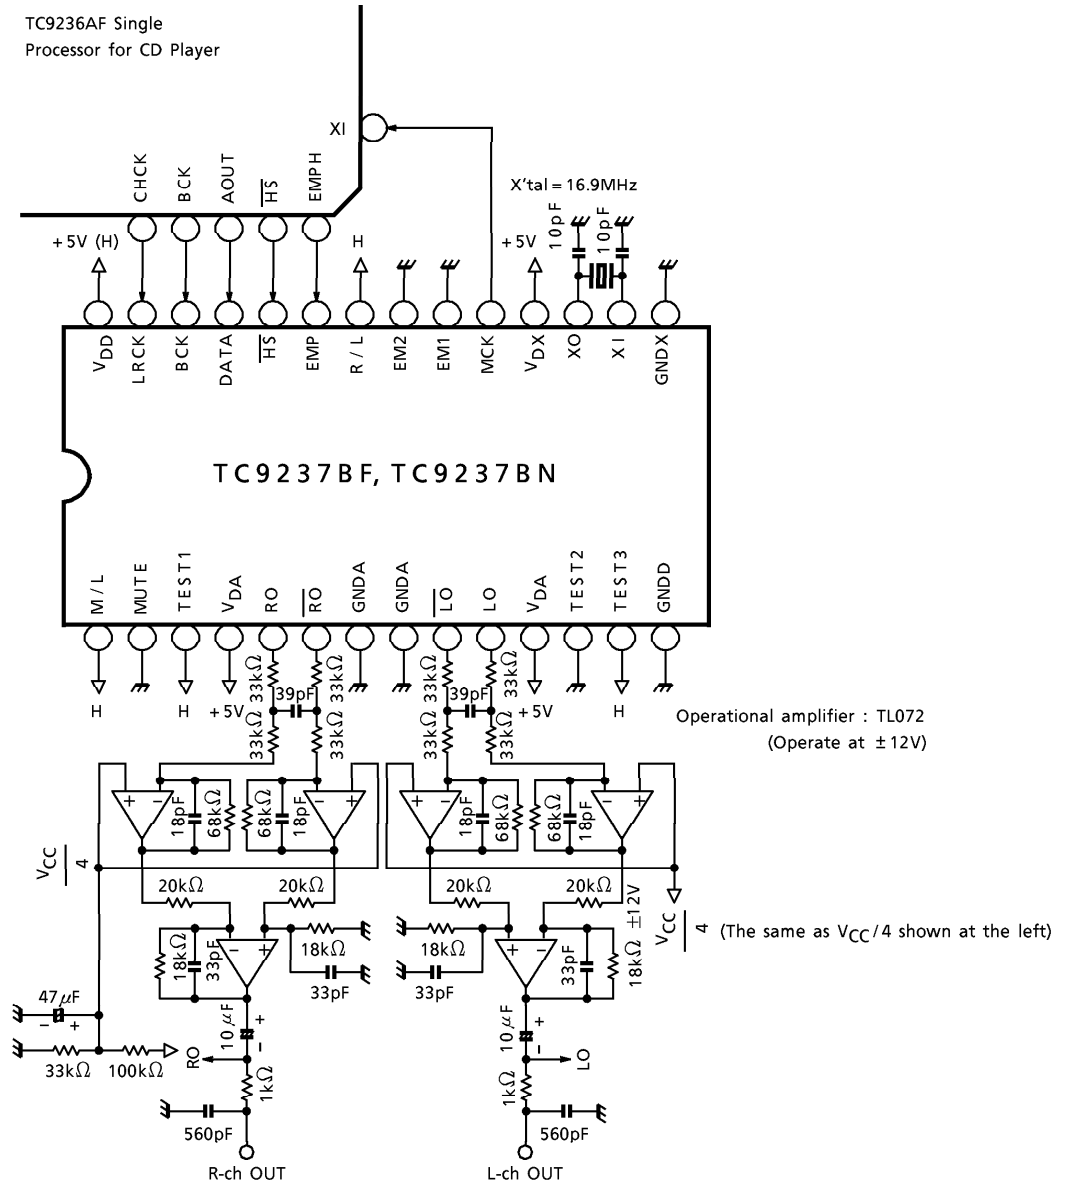 TC9236AF Single
Processor for CD Player
XI
CHCK
BCK
AOUT
HS
EMPH
X'tal = 16.9MHz
10pF
10pF
+5V (H)
H
+5V
VDD
LRCK
BCK
DATA
HS
EMP
R / L
EM2
EM1
MCK
VDX
XO
XI
GNDX
TC9237BF, TC9237BN
M / L
MUTE
TEST1
VDA
RO
RO
GNDA
GNDA
LO
LO
VDA
TEST2
TEST3
GNDD
33kΩ
33kΩ
33kΩ
33kΩ
39pF
39pF
H
H
+5V
+5V
H
33kΩ
33kΩ
33kΩ
33kΩ
Operational amplifier : TL072
(Operate at ±12V)
+ −
− +
+ −
− +
18pF
68kΩ
68kΩ
18pF
18pF
68kΩ
68kΩ
18pF
VCC
4
20kΩ
20kΩ
20kΩ
20kΩ
±12V
VCC
4
(The same as VCC / 4 shown at the left)
18kΩ
33pF
− +
18kΩ
33pF
18kΩ
33pF
+ −
33pF
18kΩ
47μF
− +
33kΩ
100kΩ
10μF
+
−
RO
1kΩ
560pF
R-ch OUT
10μF
+
−
LO
1kΩ
560pF
L-ch OUT